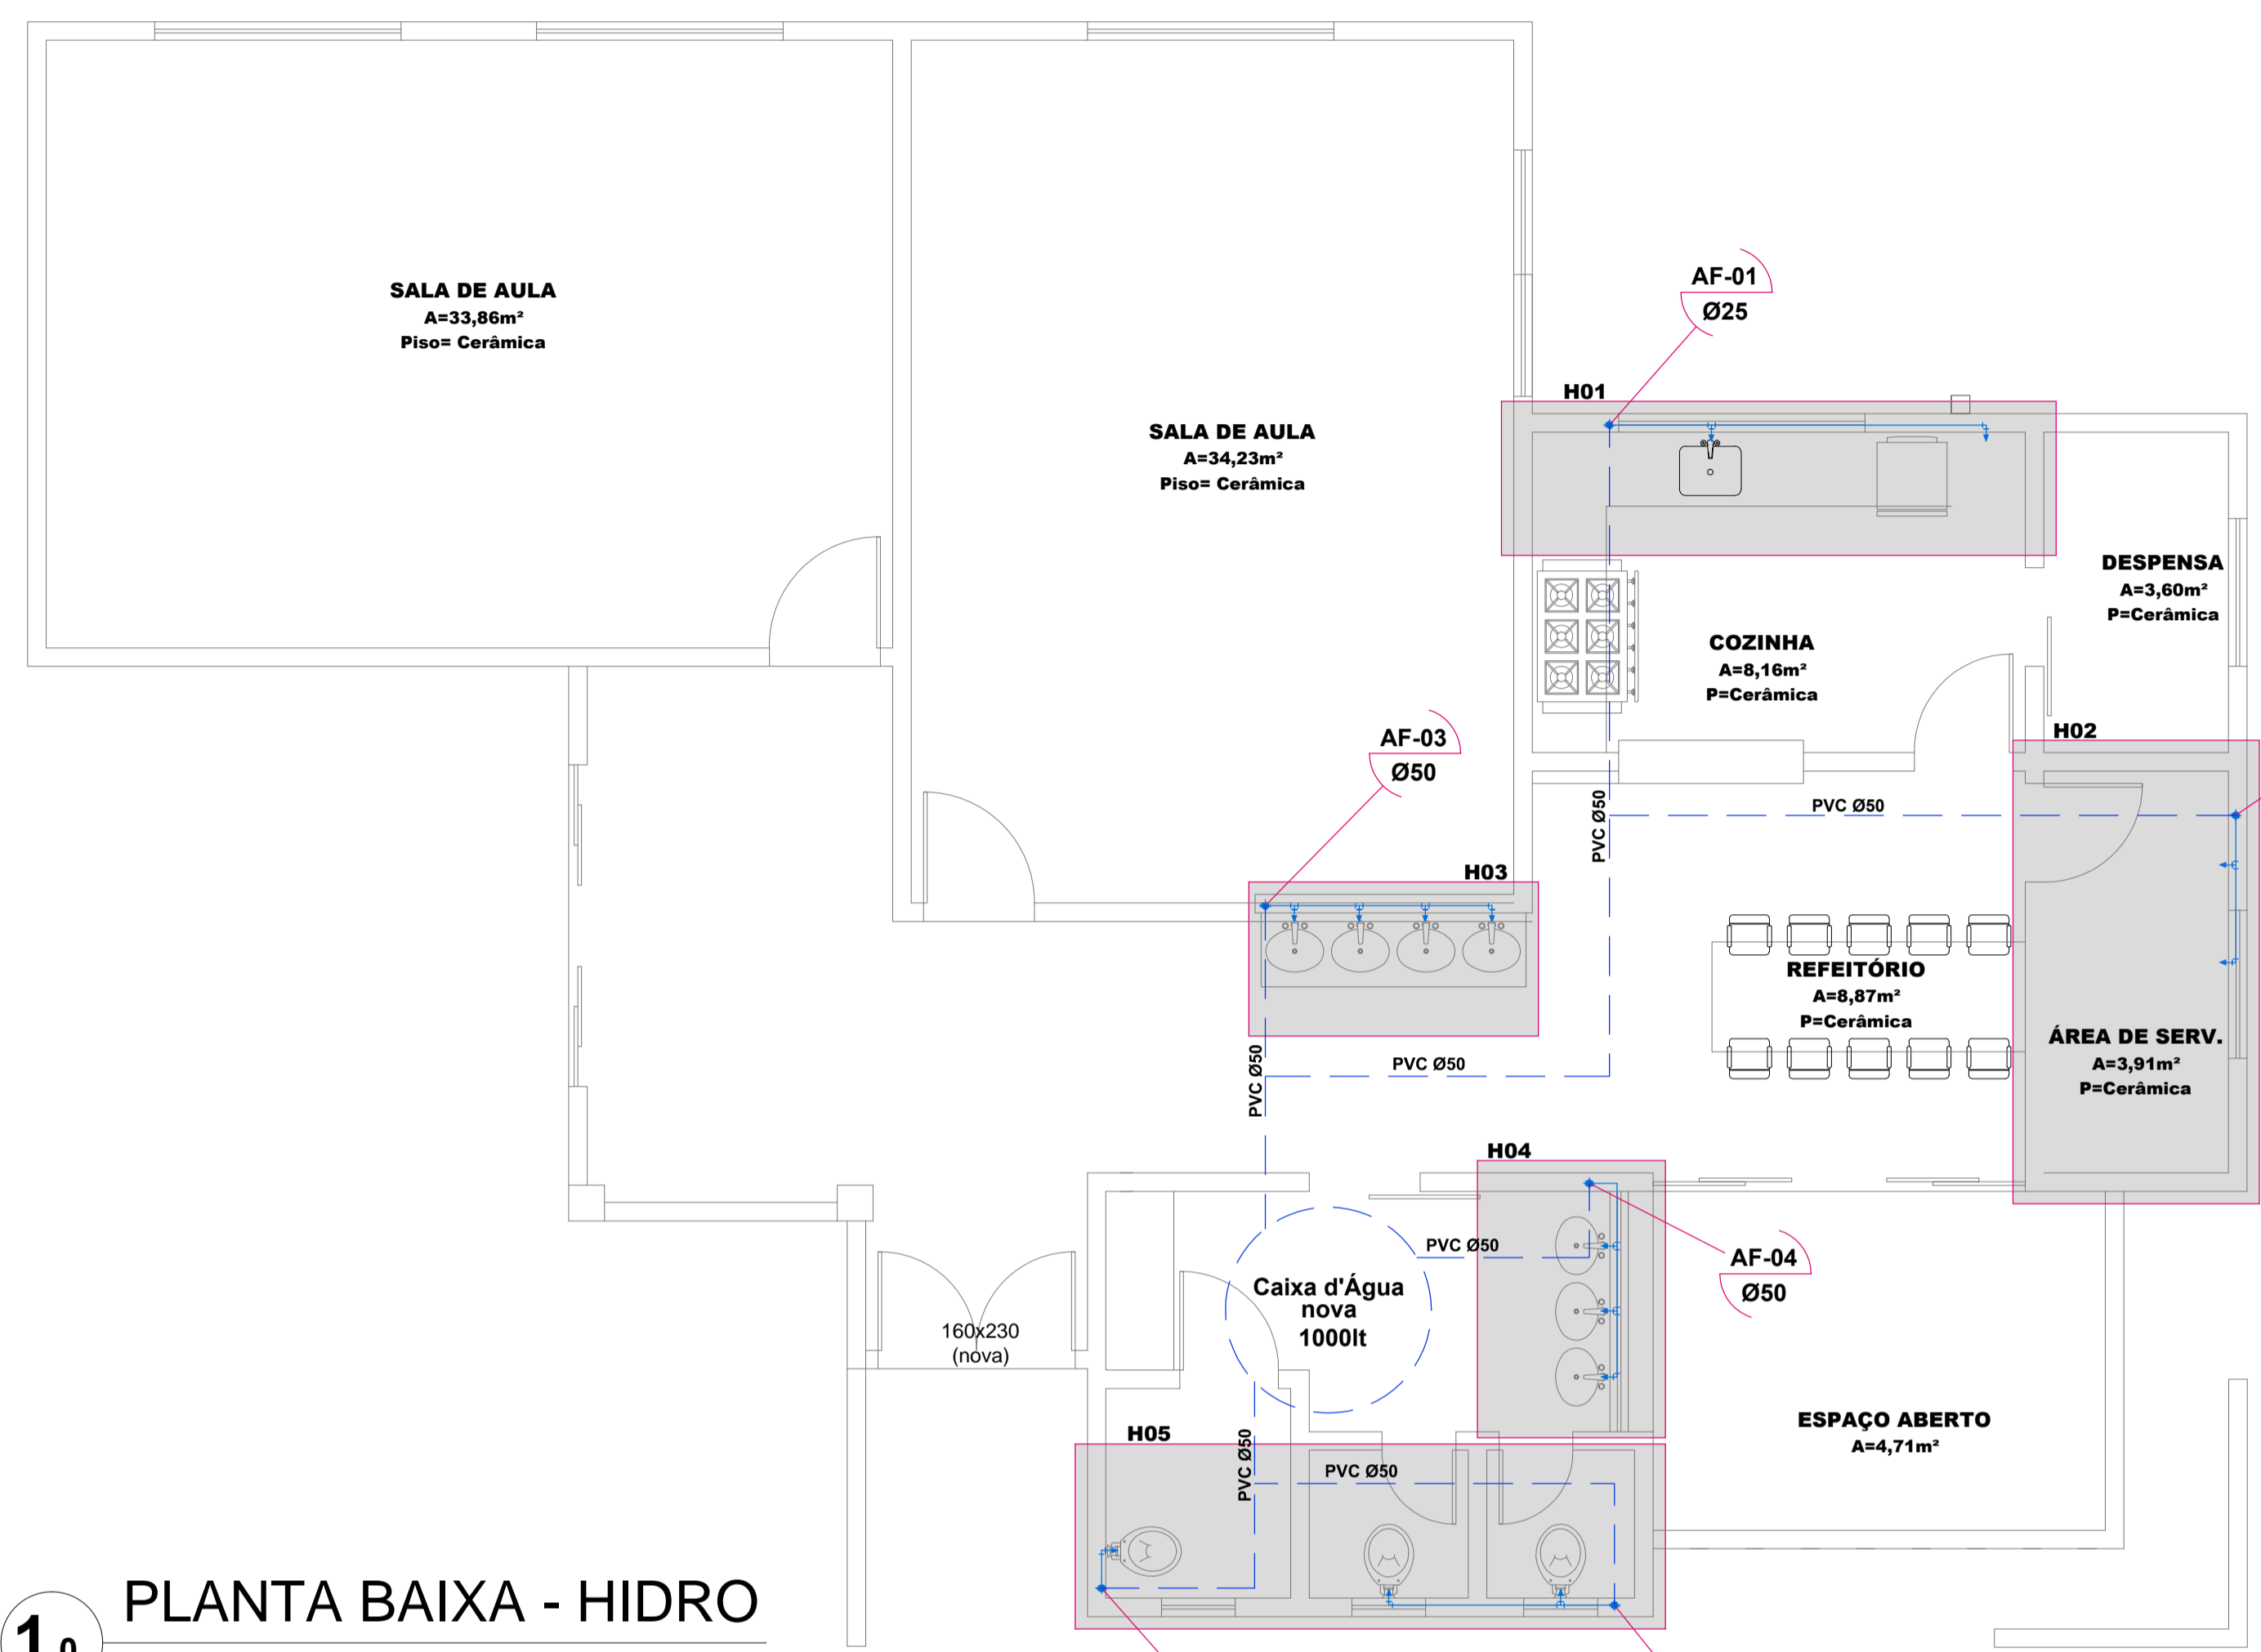 AF-01
Ø25
SALA DE AULA
A=33,86m²
Piso= Cerâmica
H01
SALA DE AULA
A=34,23m²
Piso= Cerâmica
DESPENSA
A=3,60m²
P=Cerâmica
COZINHA
A=8,16m²
P=Cerâmica
H02
AF-03
Ø50
PVC Ø50
PVC Ø50
H03
REFEITÓRIO
A=8,87m²
P=Cerâmica
ÁREA DE SERV.
A=3,91m²
P=Cerâmica
PVC Ø50
PVC Ø50
H04
PVC Ø50
AF-04
Ø50
Caixa d'Água
nova
1000lt
160x230
(nova)
ESPAÇO ABERTO
A=4,71m²
H05
PVC Ø50
PVC Ø50
PLANTA BAIXA - HIDRO